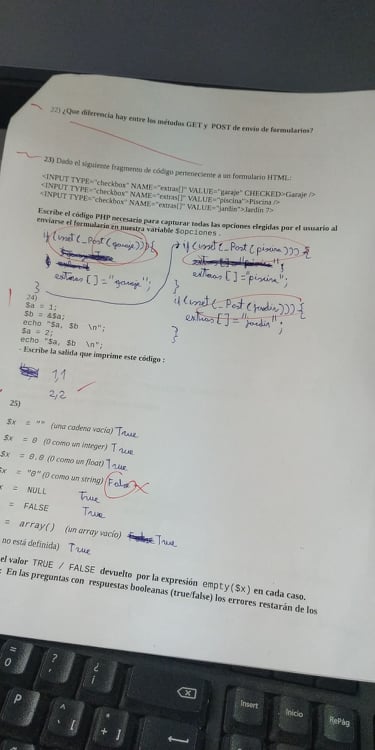 22) ¿Que diferencia hay entre los métodos GET y POST de envio de formularios?
23) Dado el siguiente fragmento de código perteneciente a un formulario HTML:
<INPUT TYPE="checkbox" NAME="extras[]" VALUE="garaje" CHECKED>Garaje />
<INPUT TYPE="checkbox" NAME="extras[]" VALUE="piscina">Piscina />
<INPUT TYPE="checkbox" NAME="extras[]" VALUE="jardin">Jardin ?>
Escribe el código PHP necesario para capturar todas las opciones elegidas por el usuario al
enviarse el formulario en nuestra variable $opciones.
if (isset (_Post (garaje))) {
extras [ ] = "garaje";
}
if (isset (_Post (piscina))) {
extras [ ] = "piscina";
}
if (isset (_Post (jardin))) {
extras [ ] = "jardin";
}
24)
$a = 1;
$b = &$a;
echo "$a, $b \n";
$a = 2;
echo "$a, $b \n";
- Escribe la salida que imprime este código :
1,1
2,2
25)
$x = "" (una cadena vacía) True
$x = 0 (0 como un integer) True
$x = 0.0 (0 como un float) True
$x = "0" (0 como un string) False
x = NULL True
= FALSE True
= array() (un array vacío) True
no está definida) True
el valor TRUE / FALSE devuelto por la expresión empty($x) en cada caso.
: En las preguntas con respuestas booleanas (true/false) los errores restarán de los
= 0
? '
¿ ¡
P
^ ` [
* + ]
Insert
Inicio
RePág